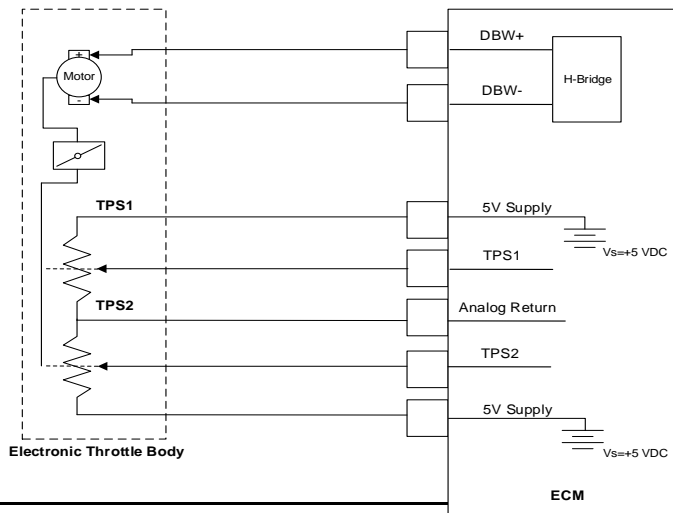 DBW+
+
Motor
H-Bridge
-
DBW-
TPS1
5V Supply
Vs=+5 VDC
TPS1
TPS2
Analog Return
TPS2
5V Supply
Electronic Throttle Body
Vs=+5 VDC
ECM